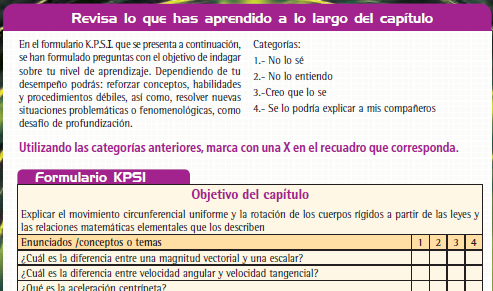 Revisa lo que has aprendido a lo largo del capítulo
En el formulario K.P.S.I. que se presenta a continuación,
se han formulado preguntas con el objetivo de indagar
sobre tu nivel de aprendizaje. Dependiendo de tu
desempeño podrás: reforzar conceptos, habilidades
y procedimientos débiles, así como, resolver nuevas
situaciones problemáticas o fenomenológicas, como
desafío de profundización.
Categorías:
1.- No lo sé
2.- No lo entiendo
3.-Creo que lo se
4.- Se lo podría explicar a mis compañeros
Utilizando las categorías anteriores, marca con una X en el recuadro que corresponda.
Formulario KPSI
Objetivo del capítulo
Explicar el movimiento circunferencial uniforme y la rotación de los cuerpos rígidos a partir de las leyes y
las relaciones matemáticas elementales que los describen
Enunciados /conceptos o temas 1 2 3 4
¿Cuál es la diferencia entre una magnitud vectorial y una escalar?
¿Cuál es la diferencia entre velocidad angular y velocidad tangencial?
¿Qué es la aceleración centrípeta?